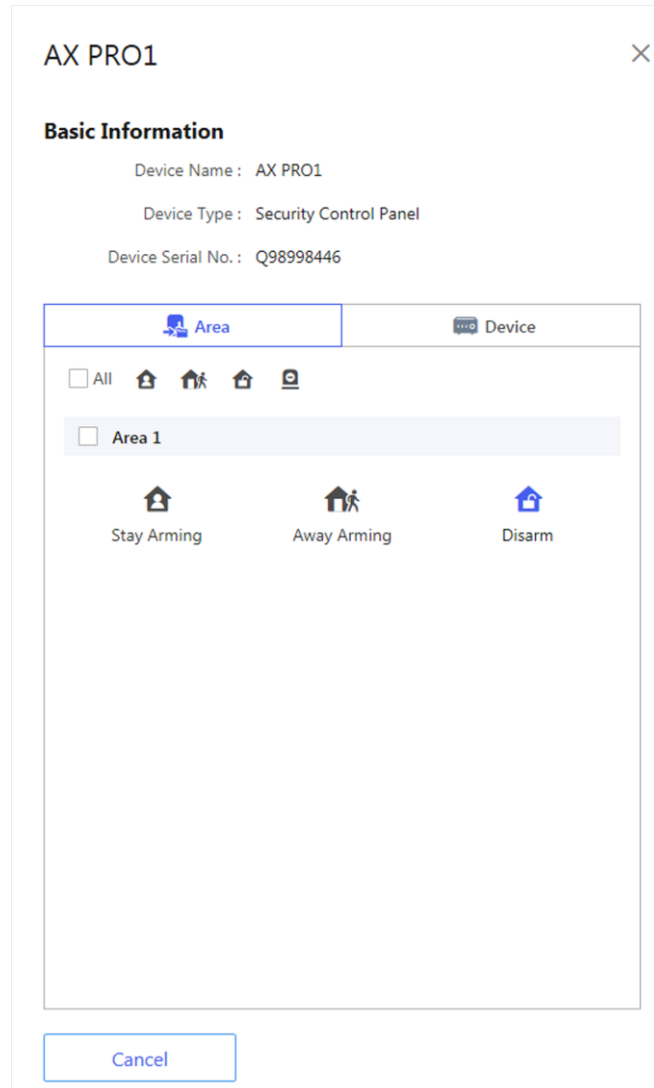 AX PRO1
Basic Information
Device Name : AX PRO1
Device Type : Security Control Panel
Device Serial No. : Q98998446
Area Device
All
Area 1
Stay Arming Away Arming Disarm
Cancel